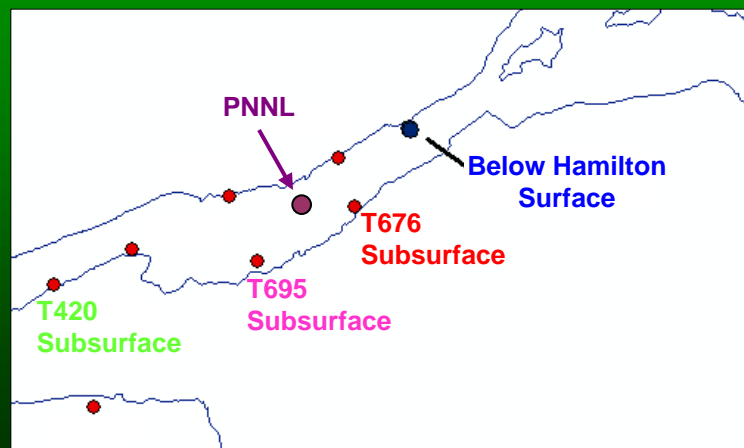 PNNL
Below Hamilton
Surface
T676
Subsurface
T695
Subsurface
T420
Subsurface